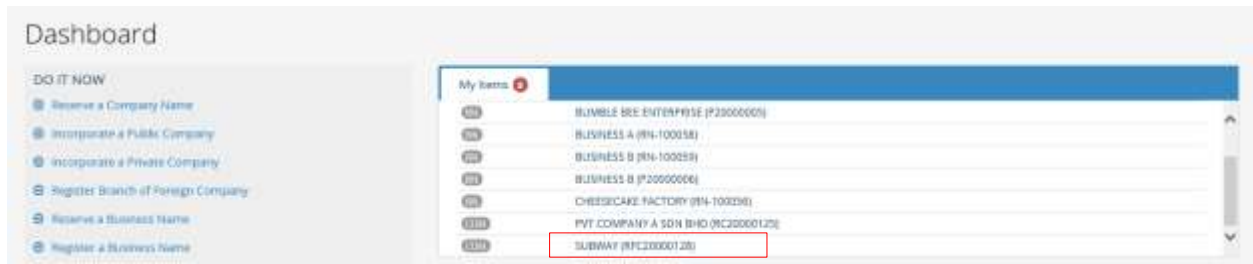 Dashboard
DO IT NOW
Reserve a Company Name
Incorporate a Public Company
Incorporate a Private Company
Register Branch of Foreign Company
Reserve a Business Name
Register a Business Name
My Items
BUMBLE BEE ENTERPRISE (P20000005)
BUSINESS A (RN-100058)
BUSINESS B (RN-100059)
BUSINESS B (P20000006)
CHEESECAKE FACTORY
PVT COMPANY A SDN BHD (RC20000125)
SUBWAY (RFC20000128)